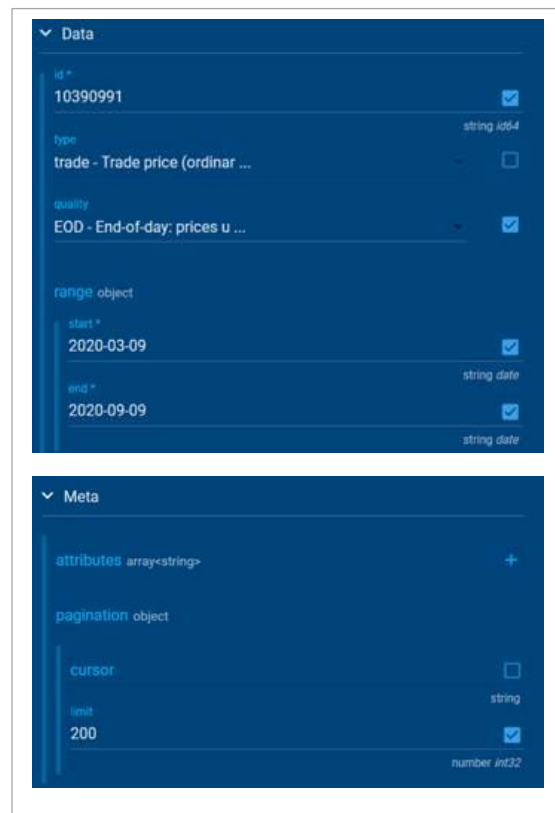 Data
id *
10390991
string id64
type
trade - Trade price (ordinar ...
quality
EOD - End-of-day: prices u ...
range object
start *
2020-03-09
string date
end *
2020-09-09
string date
Meta
attributes array<string>
pagination object
cursor
string
limit
200
number int32